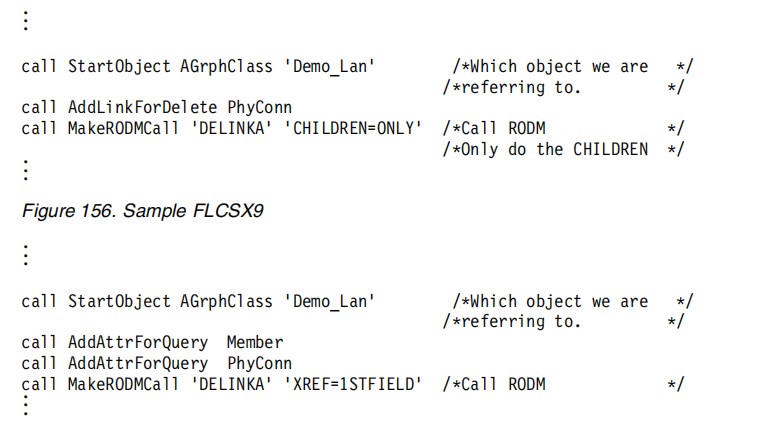 ⋮
call StartObject AGrphClass 'Demo_Lan'          /*Which object we are   */
                                                /*referring to.         */
call AddLinkForDelete PhyConn
call MakeRODMCall 'DELINKA' 'CHILDREN=ONLY'  /*Call RODM             */
                                             /*Only do the CHILDREN  */
⋮
Figure 156. Sample FLCSX9
⋮
call StartObject AGrphClass 'Demo_Lan'          /*Which object we are   */
                                                /*referring to.         */
call AddAttrForQuery  Member
call AddAttrForQuery  PhyConn
call MakeRODMCall 'DELINKA' 'XREF=1STFIELD'  /*Call RODM             */
⋮